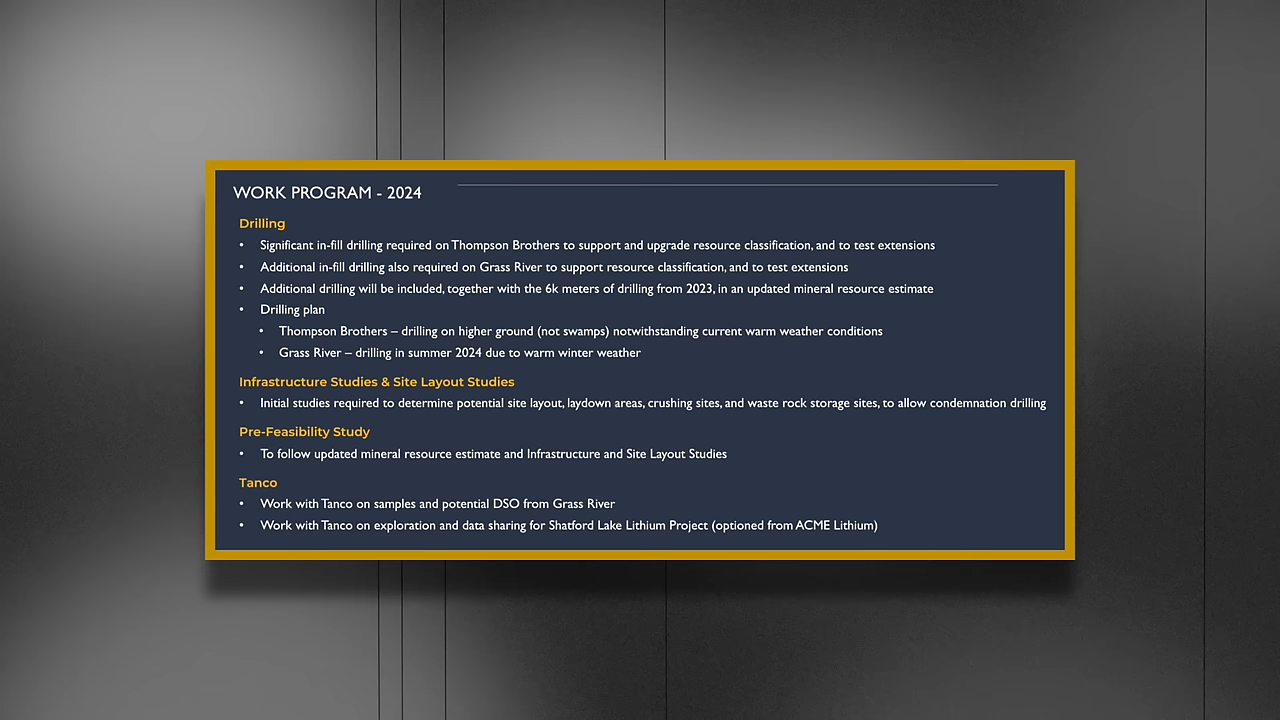 WORK PROGRAM - 2024
Drilling
• Significant in-fill drilling required on Thompson Brothers to support and upgrade resource classification, and to test extensions
• Additional in-fill drilling also required on Grass River to support resource classification, and to test extensions
• Additional drilling will be included, together with the 6k meters of drilling from 2023, in an updated mineral resource estimate
• Drilling plan
• Thompson Brothers – drilling on higher ground (not swamps) notwithstanding current warm weather conditions
• Grass River – drilling in summer 2024 due to warm winter weather
Infrastructure Studies & Site Layout Studies
• Initial studies required to determine potential site layout, laydown areas, crushing sites, and waste rock storage sites, to allow condemnation drilling
Pre-Feasibility Study
• To follow updated mineral resource estimate and Infrastructure and Site Layout Studies
Tanco
• Work with Tanco on samples and potential DSO from Grass River
• Work with Tanco on exploration and data sharing for Shatford Lake Lithium Project (optioned from ACME Lithium)